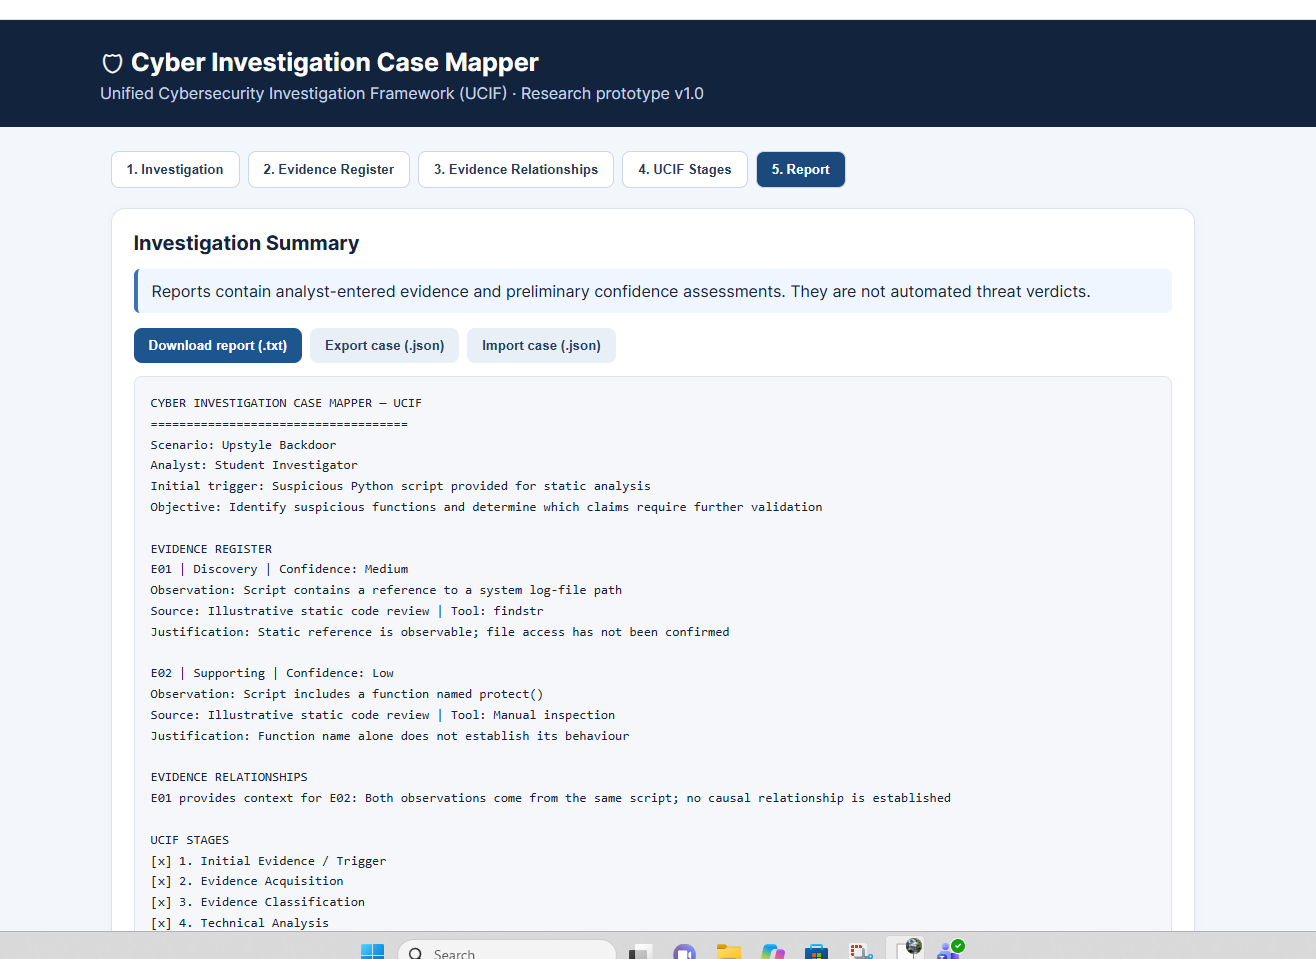 Cyber Investigation Case Mapper
Unified Cybersecurity Investigation Framework (UCIF) · Research prototype v1.0
1. Investigation
2. Evidence Register
3. Evidence Relationships
4. UCIF Stages
5. Report
Investigation Summary
Reports contain analyst-entered evidence and preliminary confidence assessments. They are not automated threat verdicts.
Download report (.txt)
Export case (.json)
Import case (.json)
CYBER INVESTIGATION CASE MAPPER — UCIF
====================================
Scenario: Upstyle Backdoor
Analyst: Student Investigator
Initial trigger: Suspicious Python script provided for static analysis
Objective: Identify suspicious functions and determine which claims require further validation
EVIDENCE REGISTER
E01 | Discovery | Confidence: Medium
Observation: Script contains a reference to a system log-file path
Source: Illustrative static code review | Tool: findstr
Justification: Static reference is observable; file access has not been confirmed
E02 | Supporting | Confidence: Low
Observation: Script includes a function named protect()
Source: Illustrative static code review | Tool: Manual inspection
Justification: Function name alone does not establish its behaviour
EVIDENCE RELATIONSHIPS
E01 provides context for E02: Both observations come from the same script; no causal relationship is established
UCIF STAGES
[x] 1. Initial Evidence / Trigger
[x] 2. Evidence Acquisition
[x] 3. Evidence Classification
[x] 4. Technical Analysis
Search